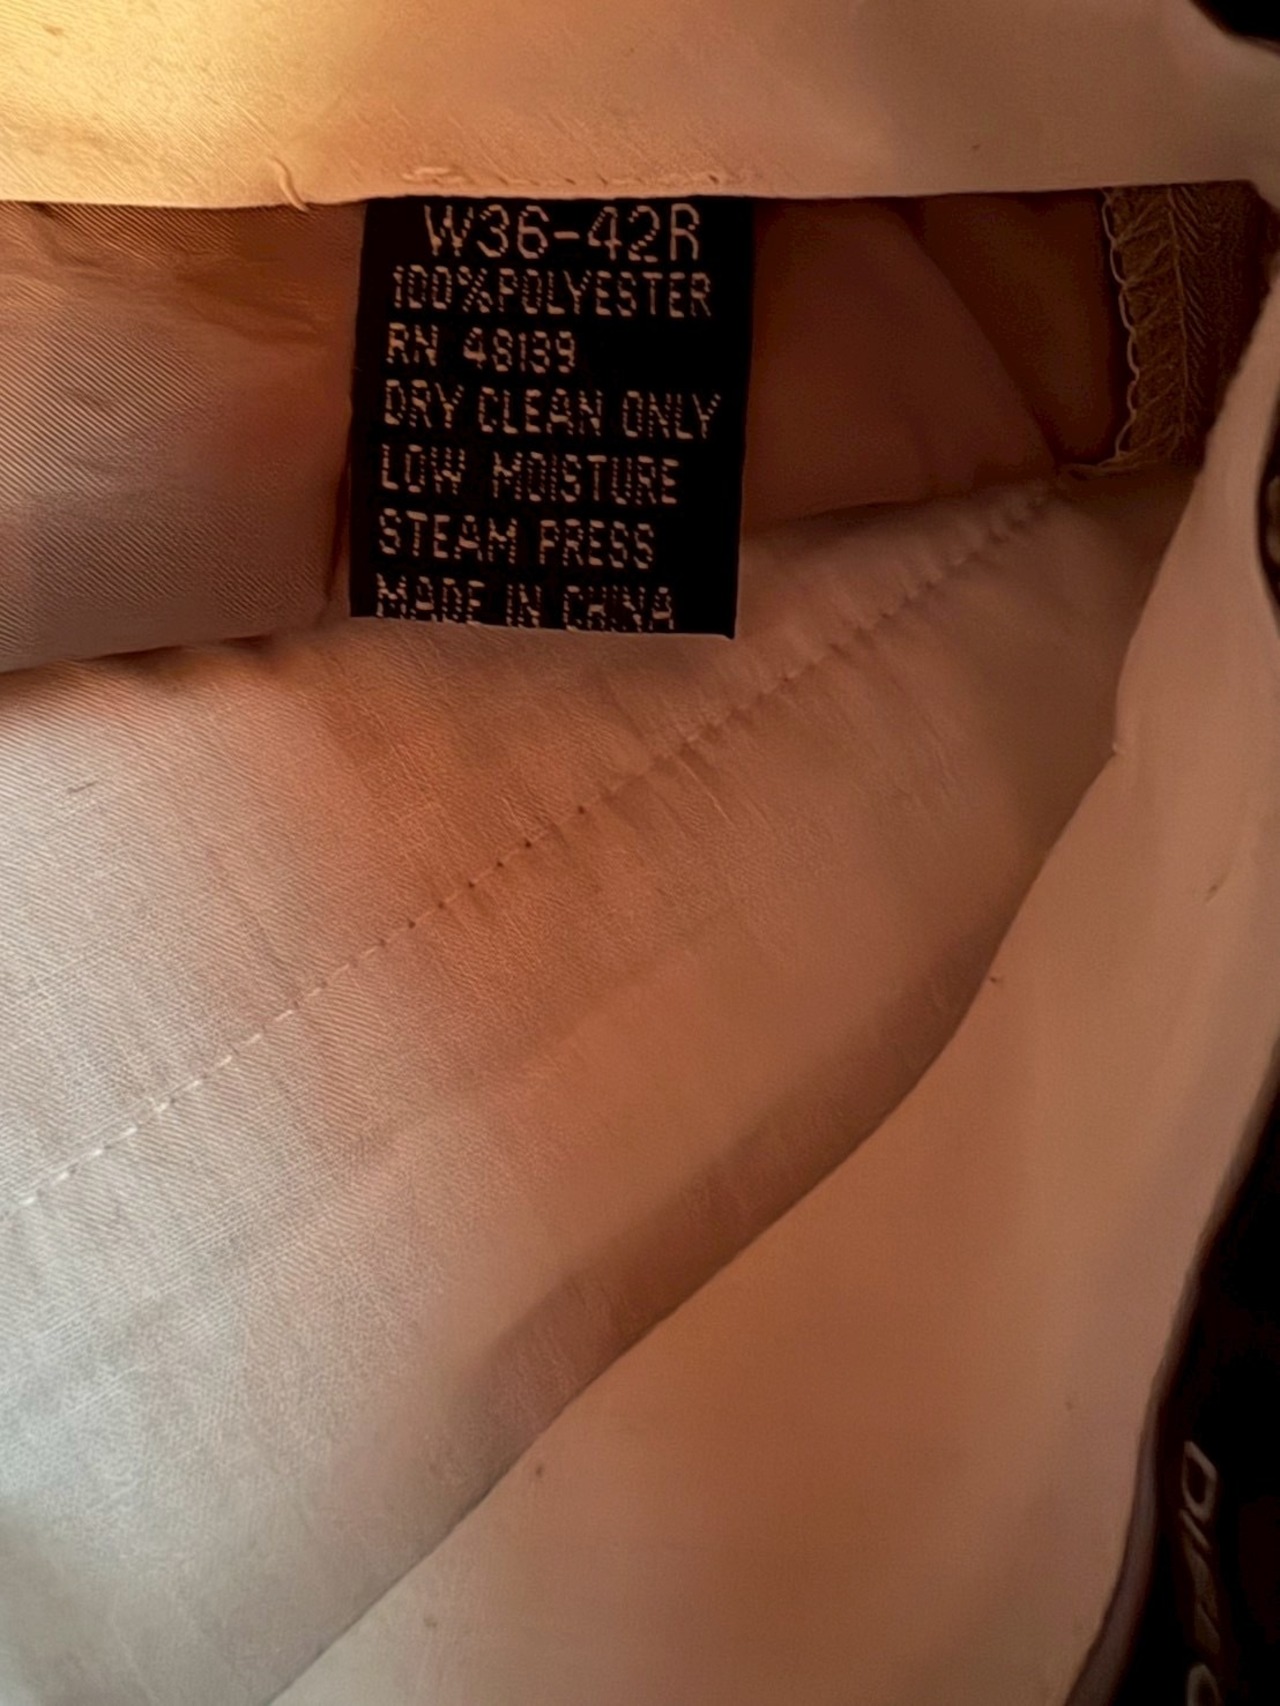 W36-42R
100%POLYESTER
RN 48139
DRY CLEAN ONLY
LOW MOISTURE
STEAM PRESS
MADE IN CHINA